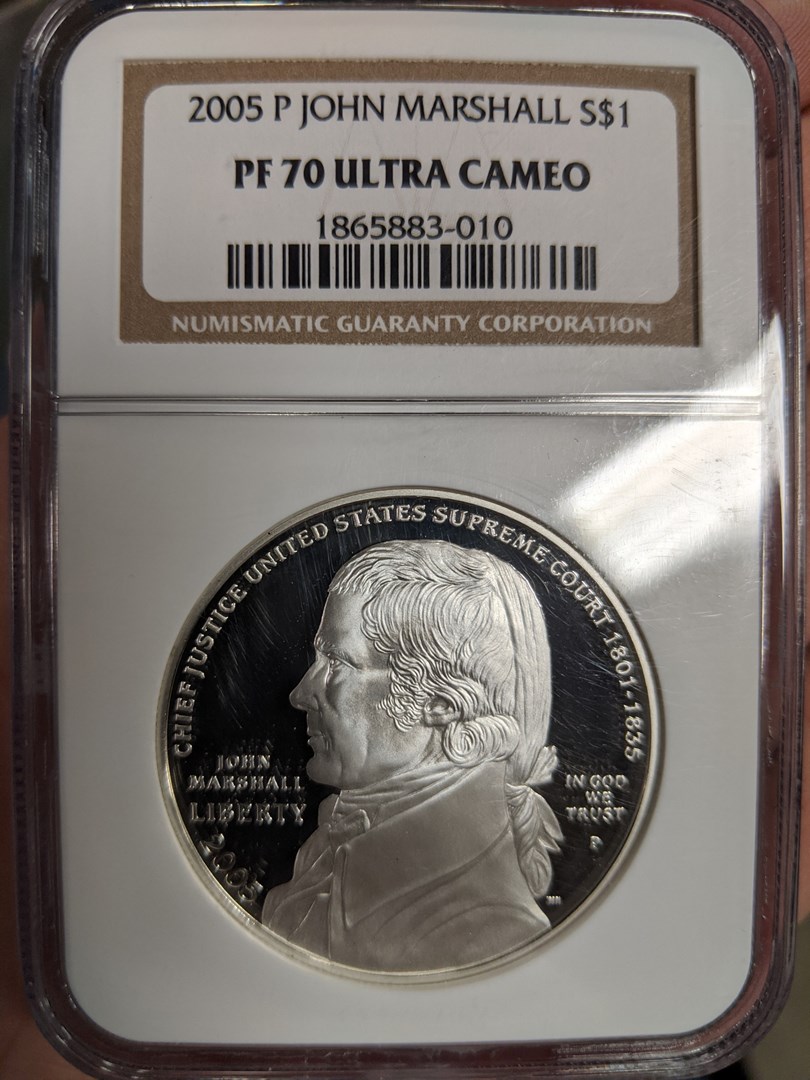 2005 P JOHN MARSHALL S$1
PF 70 ULTRA CAMEO
1865883-010
NUMISMATIC GUARANTY CORPORATION
CHIEF JUSTICE UNITED STATES SUPREME COURT 1801-1835
JOHN
MARSHALL
LIBERTY
2005
IN GOD
WE
TRUST
P